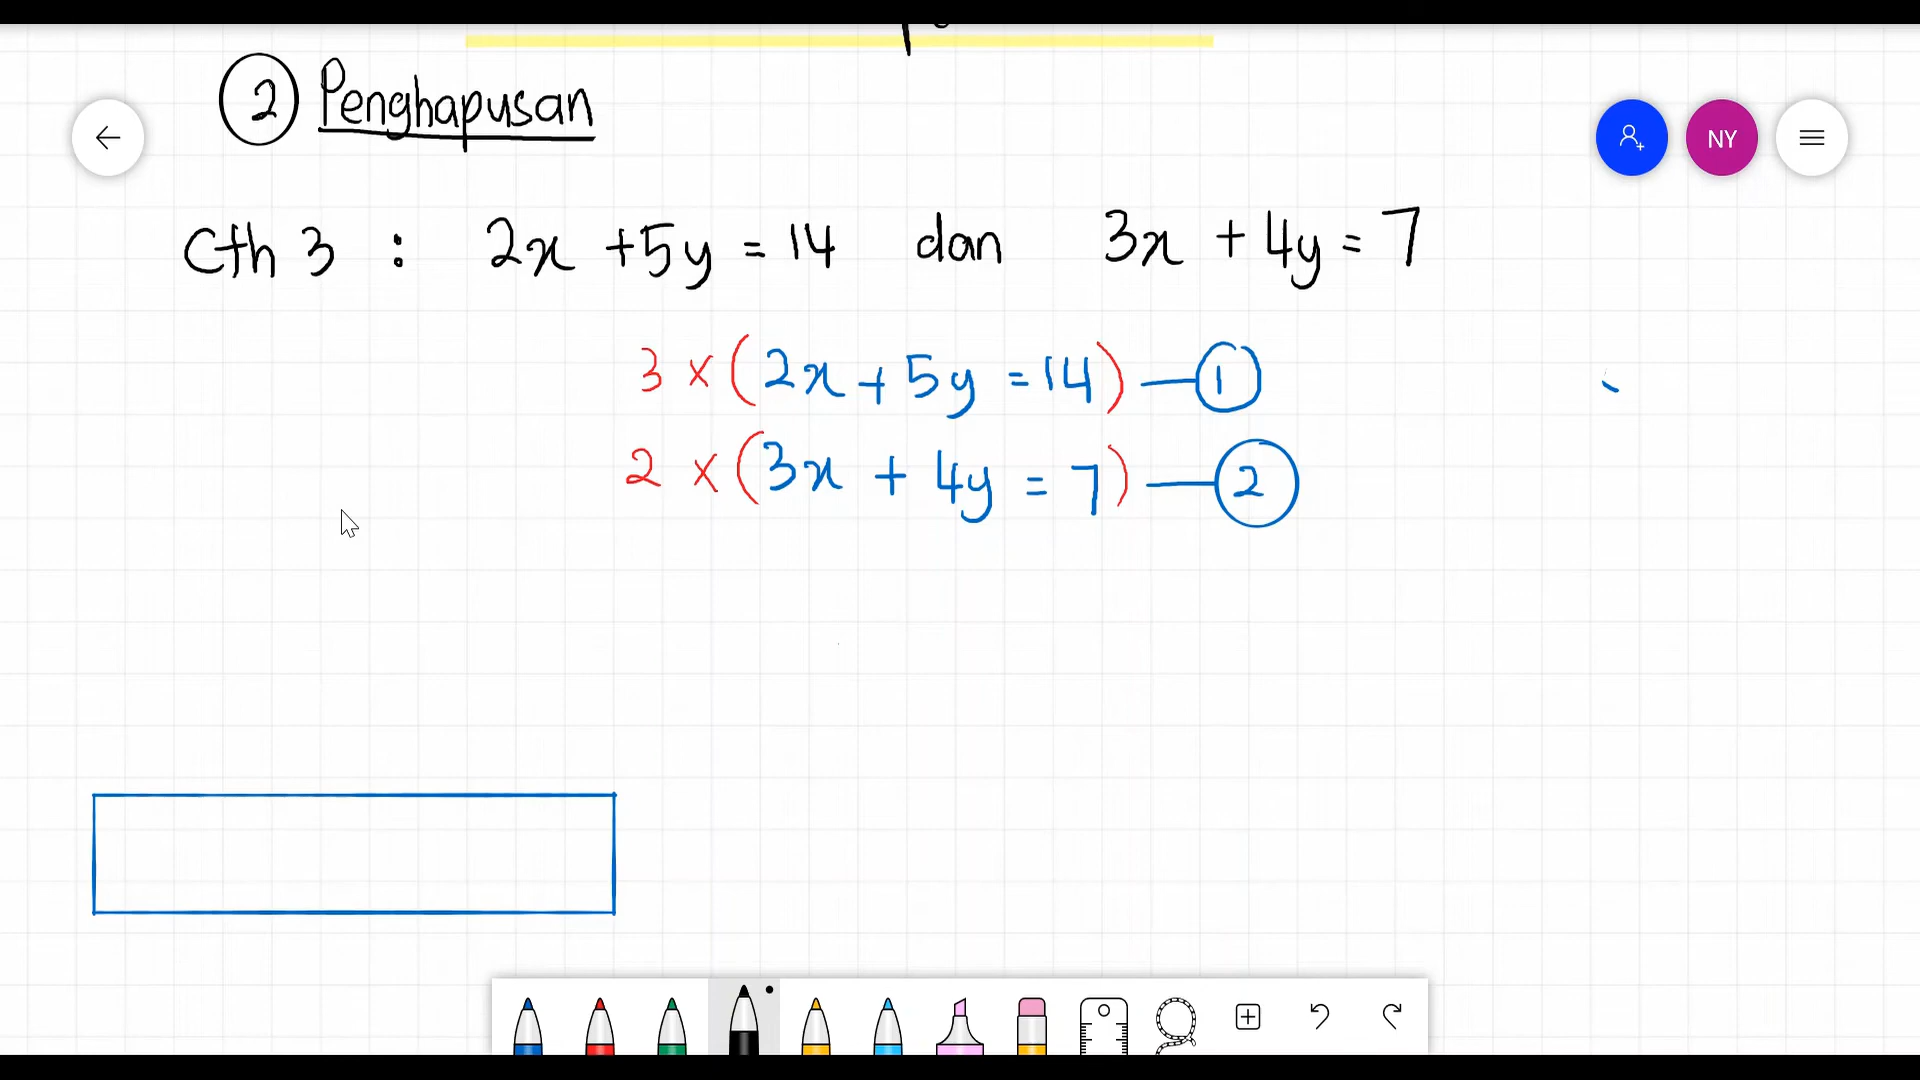 2 Penghapusan
NY
Cth 3 : 2x + 5y = 14 dan 3x + 4y = 7
3 × (2x + 5y = 14) — 1
2 × (3x + 4y = 7) — 2